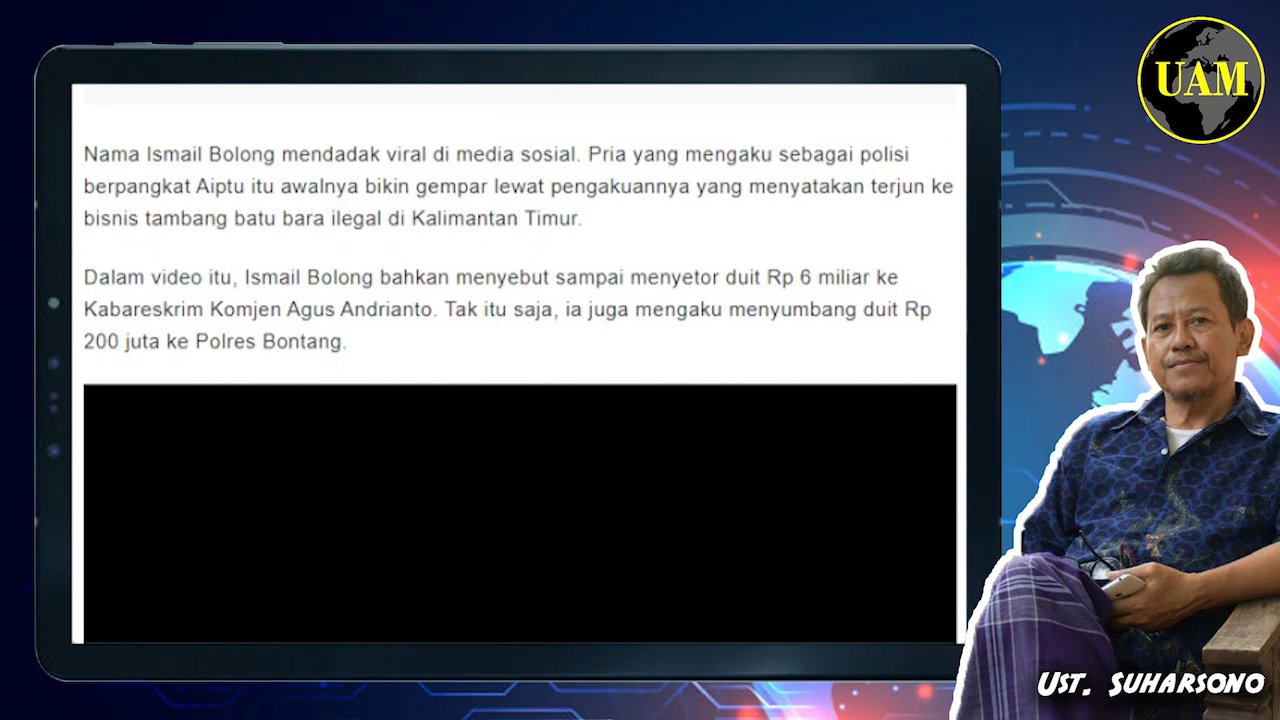 UAM
Nama Ismail Bolong mendadak viral di media sosial. Pria yang mengaku sebagai polisi
berpangkat Aiptu itu awalnya bikin gempar lewat pengakuannya yang menyatakan terjun ke
bisnis tambang batu bara ilegal di Kalimantan Timur.
Dalam video itu, Ismail Bolong bahkan menyebut sampai menyetor duit Rp 6 miliar ke
Kabareskrim Komjen Agus Andrianto. Tak itu saja, ia juga mengaku menyumbang duit Rp
200 juta ke Polres Bontang.
UST. SUHARSONO